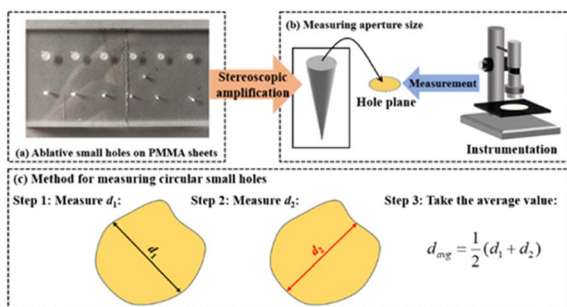 (b) Measuring aperture size
Stereoscopic
amplification
Hole plane
Measurement
Instrumentation
(a) Ablative small holes on PMMA sheets
(c) Method for measuring circular small holes
Step 1: Measure d₁:
Step 2: Measure d₂:
Step 3: Take the average value:
d₁
d₂
d_avg = 1/2 (d₁ + d₂)